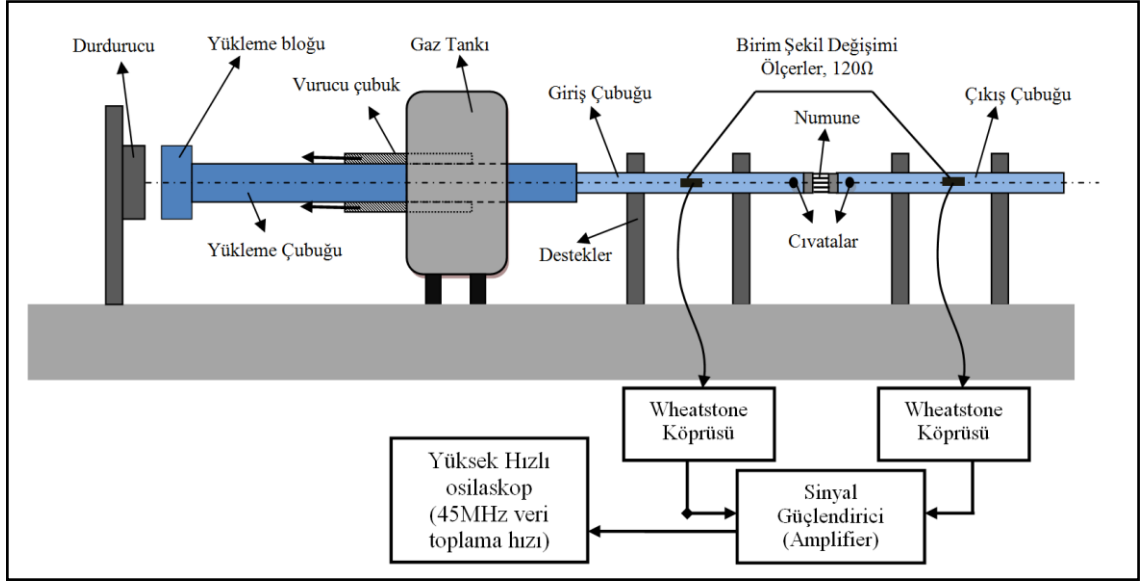 Durdurucu
Yükleme bloğu
Vurucu çubuk
Gaz Tankı
Giriş Çubuğu
Birim Şekil Değişimi
Ölçerler, 120Ω
Numune
Çıkış Çubuğu
Yükleme Çubuğu
Destekler
Cıvatalar
Wheatstone
Köprüsü
Wheatstone
Köprüsü
Yüksek Hızlı
osilaskop
(45MHz veri
toplama hızı)
Sinyal
Güçlendirici
(Amplifier)